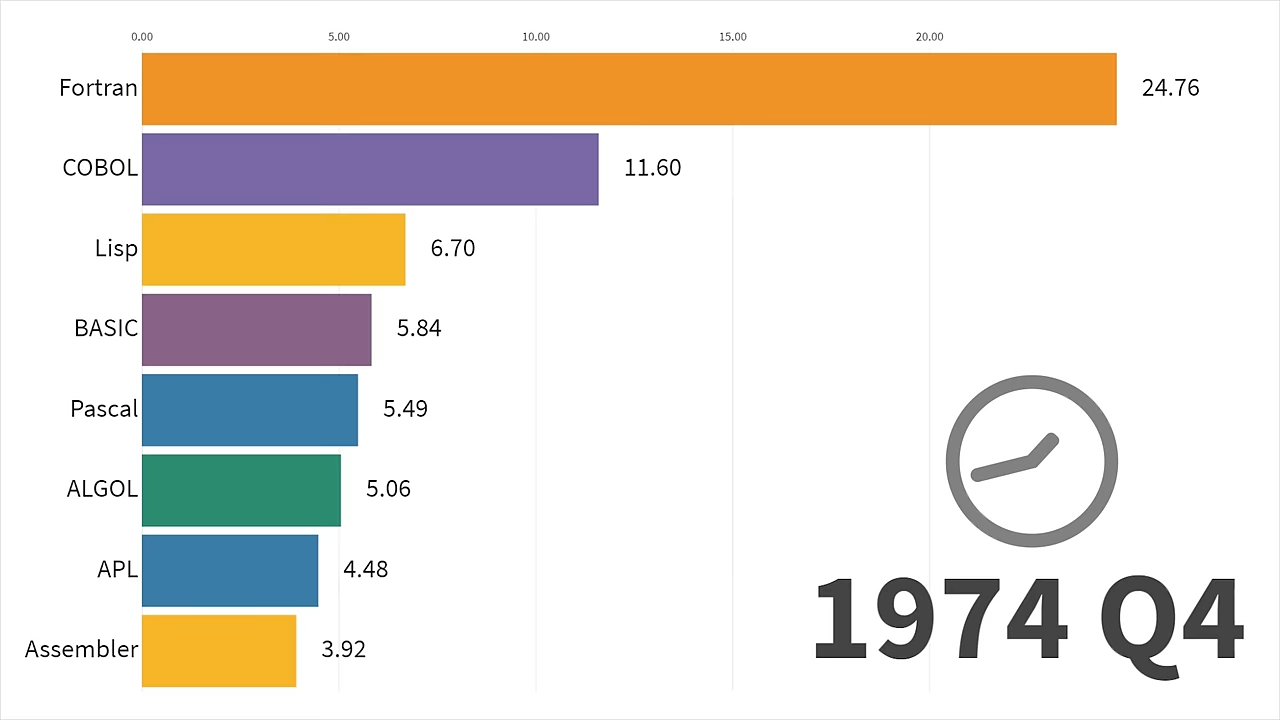 0.00 5.00 10.00 15.00 20.00
Fortran 24.76
COBOL 11.60
Lisp 6.70
BASIC 5.84
Pascal 5.49
ALGOL 5.06
APL 4.48
Assembler 3.92
1974 Q4